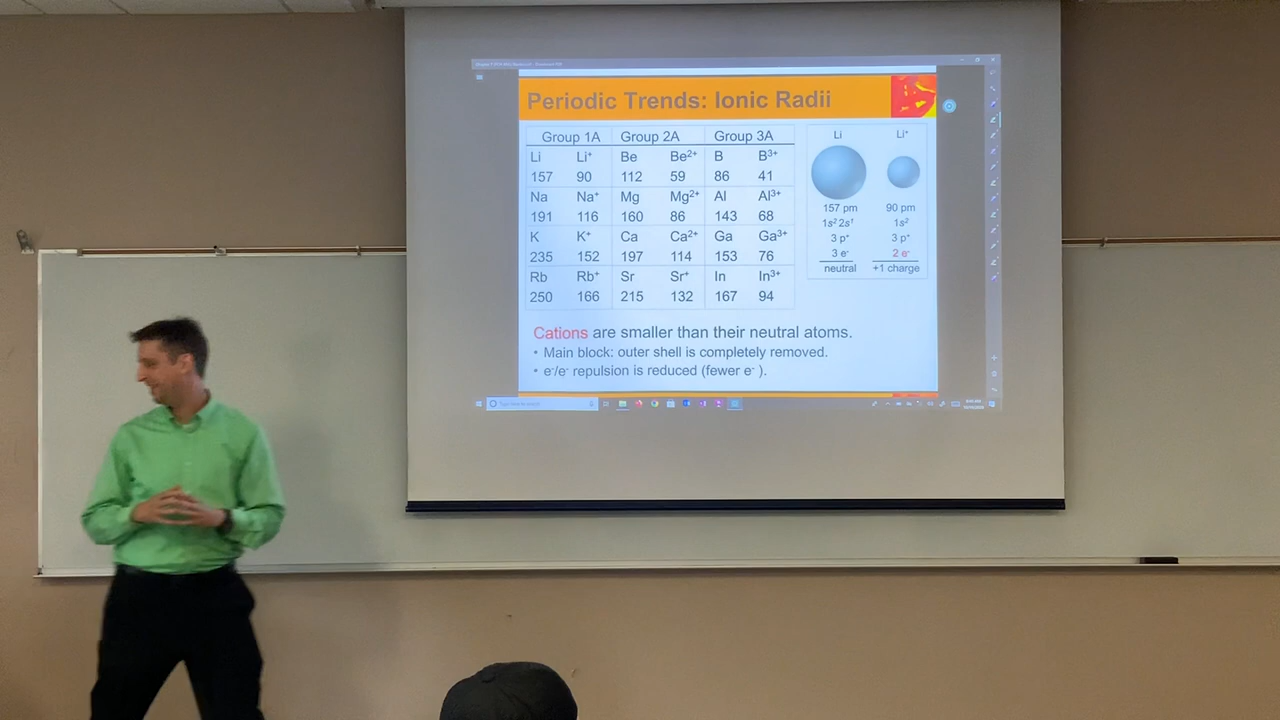 Periodic Trends: Ionic Radii
Group 1A Group 2A Group 3A
Li Li⁺ Be Be²⁺ B B³⁺
157 90 112 59 86 41
Na Na⁺ Mg Mg²⁺ Al Al³⁺
191 116 160 86 143 68
K K⁺ Ca Ca²⁺ Ga Ga³⁺
235 152 197 114 153 76
Rb Rb⁺ Sr Sr⁺ In In³⁺
250 166 215 132 167 94
Li Li⁺
157 pm 90 pm
1s² 2s¹ 1s²
3 p⁺ 3 p⁺
3 e⁻ 2 e⁻
neutral +1 charge
Cations are smaller than their neutral atoms.
• Main block: outer shell is completely removed.
• e⁻/e⁻ repulsion is reduced (fewer e⁻ ).